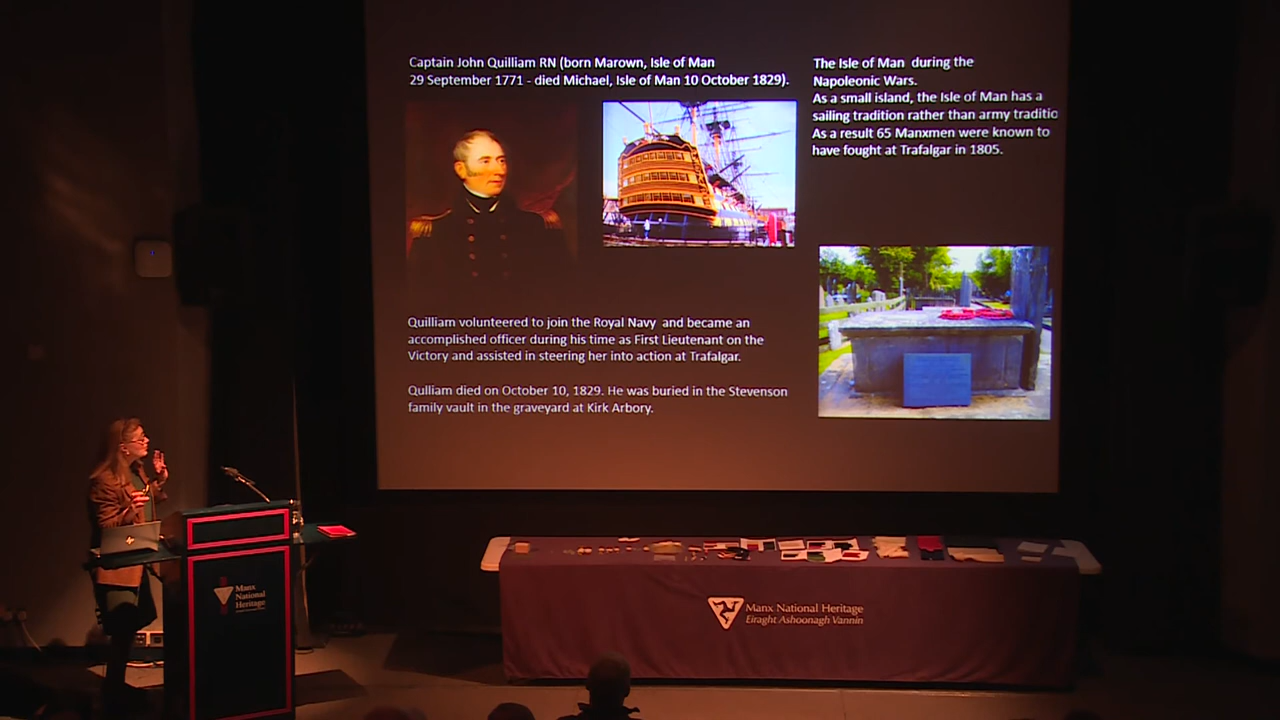 Captain John Quilliam RN (born Marown, Isle of Man
29 September 1771 - died Michael, Isle of Man 10 October 1829).
The Isle of Man during the
Napoleonic Wars.
As a small island, the Isle of Man has a
sailing tradition rather than army traditio
As a result 65 Manxmen were known to
have fought at Trafalgar in 1805.
Quilliam volunteered to join the Royal Navy and became an
accomplished officer during his time as First Lieutenant on the
Victory and assisted in steering her into action at Trafalgar.
Qulliam died on October 10, 1829. He was buried in the Stevenson
family vault in the graveyard at Kirk Arbory.
Manx
National
Heritage
Manx National Heritage
Eiraght Ashoonagh Vannin